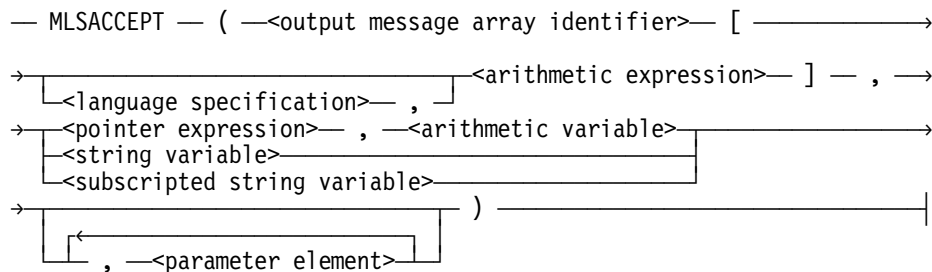 — MLSACCEPT — ( —<output message array identifier>— [ ———→
→—<arithmetic expression>— ] — , —→
<language specification>— ,
→—<pointer expression>— , —<arithmetic variable>———→
<string variable>
<subscripted string variable>
→——— ) ———|
←
, —<parameter element>